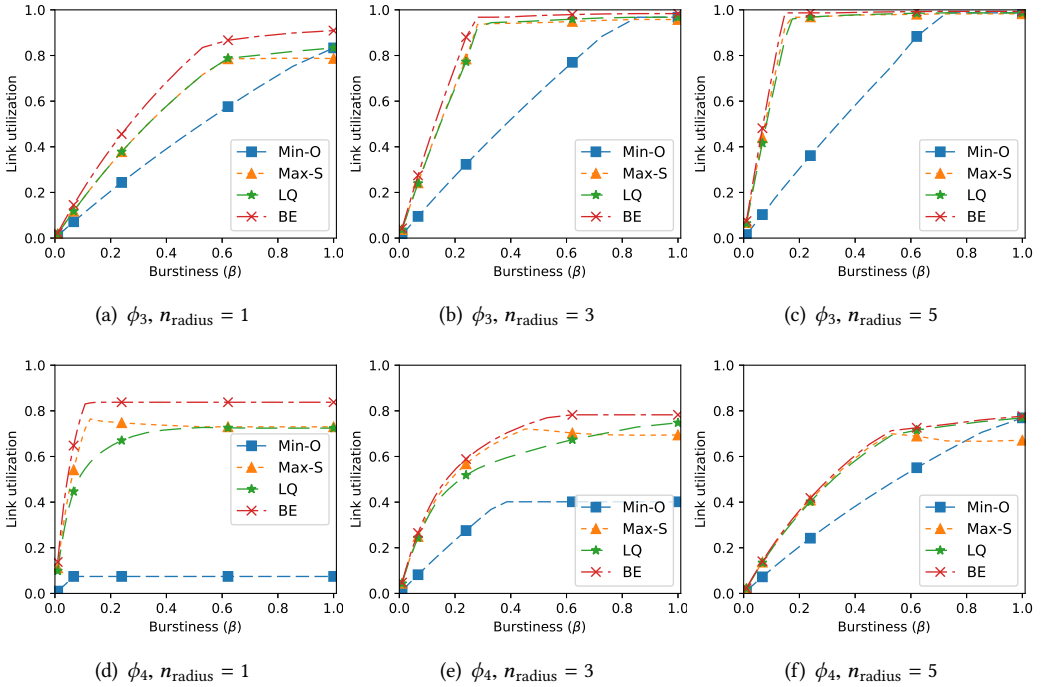 1.0
0.8
0.6
0.4
0.2
0.0
Link utilization
Min-O
Max-S
LQ
BE
0.0 0.2 0.4 0.6 0.8 1.0
Burstiness (β)
(a) ϕ3, nradius = 1
1.0
0.8
0.6
0.4
0.2
0.0
Link utilization
Min-O
Max-S
LQ
BE
0.0 0.2 0.4 0.6 0.8 1.0
Burstiness (β)
(b) ϕ3, nradius = 3
1.0
0.8
0.6
0.4
0.2
0.0
Link utilization
Min-O
Max-S
LQ
BE
0.0 0.2 0.4 0.6 0.8 1.0
Burstiness (β)
(c) ϕ3, nradius = 5
1.0
0.8
0.6
0.4
0.2
0.0
Link utilization
Min-O
Max-S
LQ
BE
0.0 0.2 0.4 0.6 0.8 1.0
Burstiness (β)
(d) ϕ4, nradius = 1
1.0
0.8
0.6
0.4
0.2
0.0
Link utilization
Min-O
Max-S
LQ
BE
0.0 0.2 0.4 0.6 0.8 1.0
Burstiness (β)
(e) ϕ4, nradius = 3
1.0
0.8
0.6
0.4
0.2
0.0
Link utilization
Min-O
Max-S
LQ
BE
0.0 0.2 0.4 0.6 0.8 1.0
Burstiness (β)
(f) ϕ4, nradius = 5